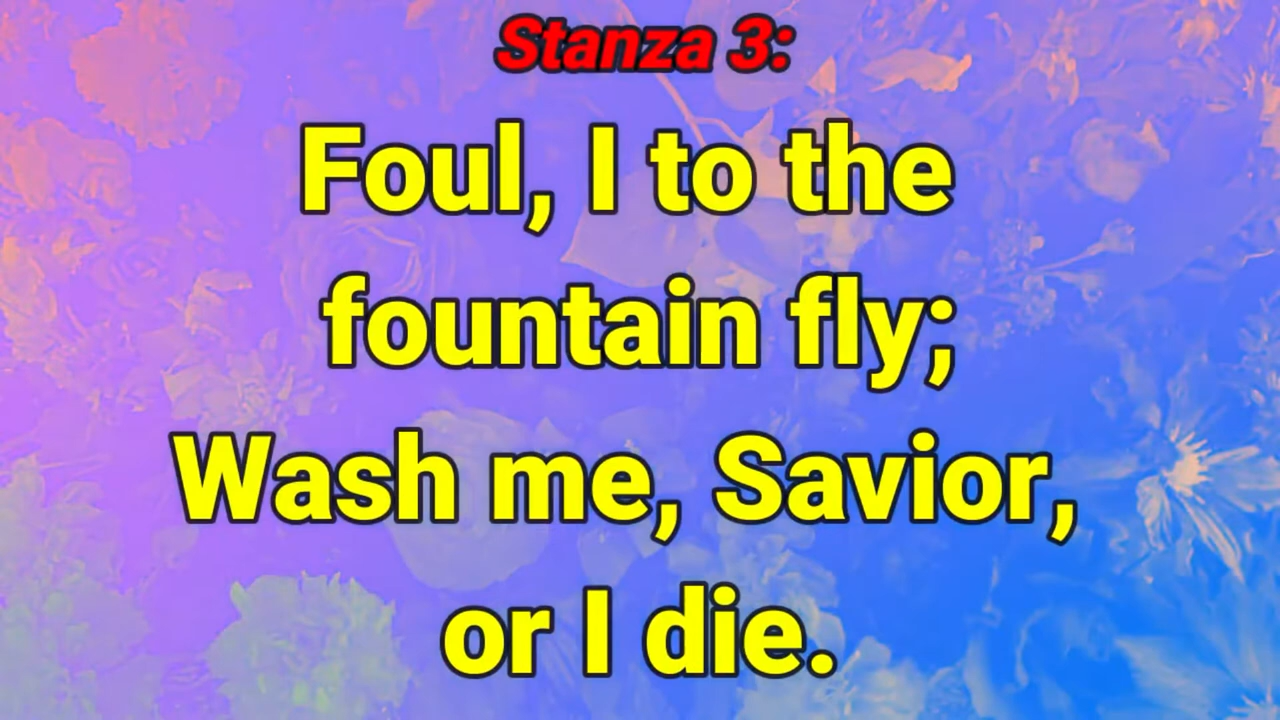 Stanza 3:
Foul, I to the
fountain fly;
Wash me, Savior,
or I die.